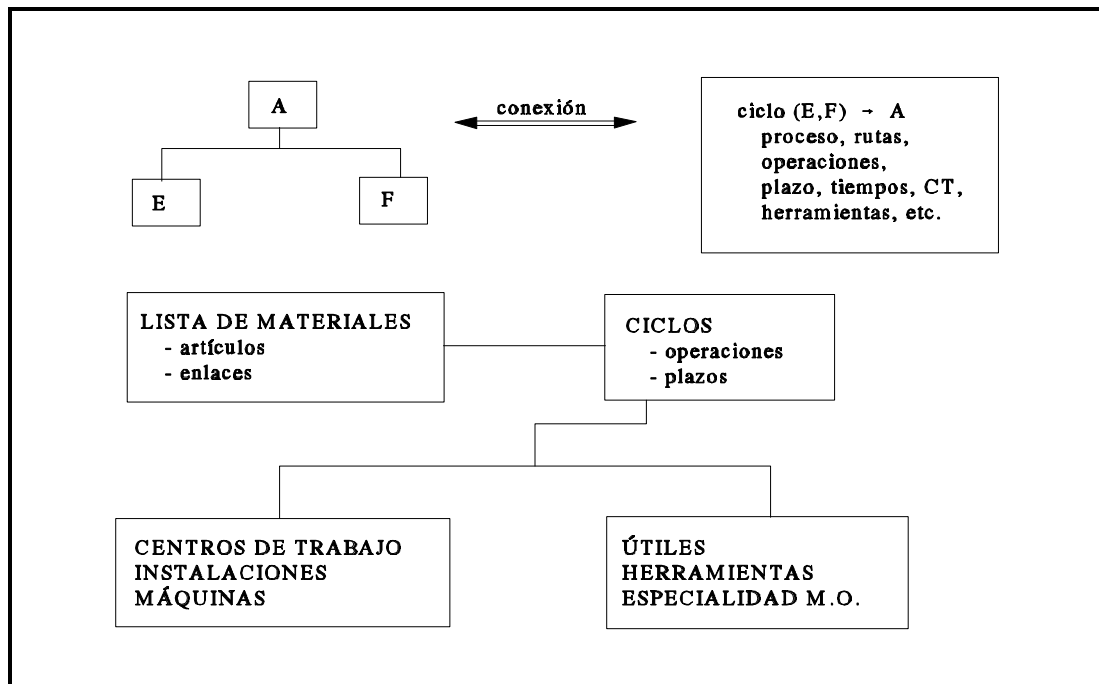 A
E
F
conexión
ciclo (E,F) → A
proceso, rutas,
operaciones,
plazo, tiempos, CT,
herramientas, etc.
LISTA DE MATERIALES
- artículos
- enlaces
CICLOS
- operaciones
- plazos
CENTROS DE TRABAJO
INSTALACIONES
MÁQUINAS
ÚTILES
HERRAMIENTAS
ESPECIALIDAD M.O.